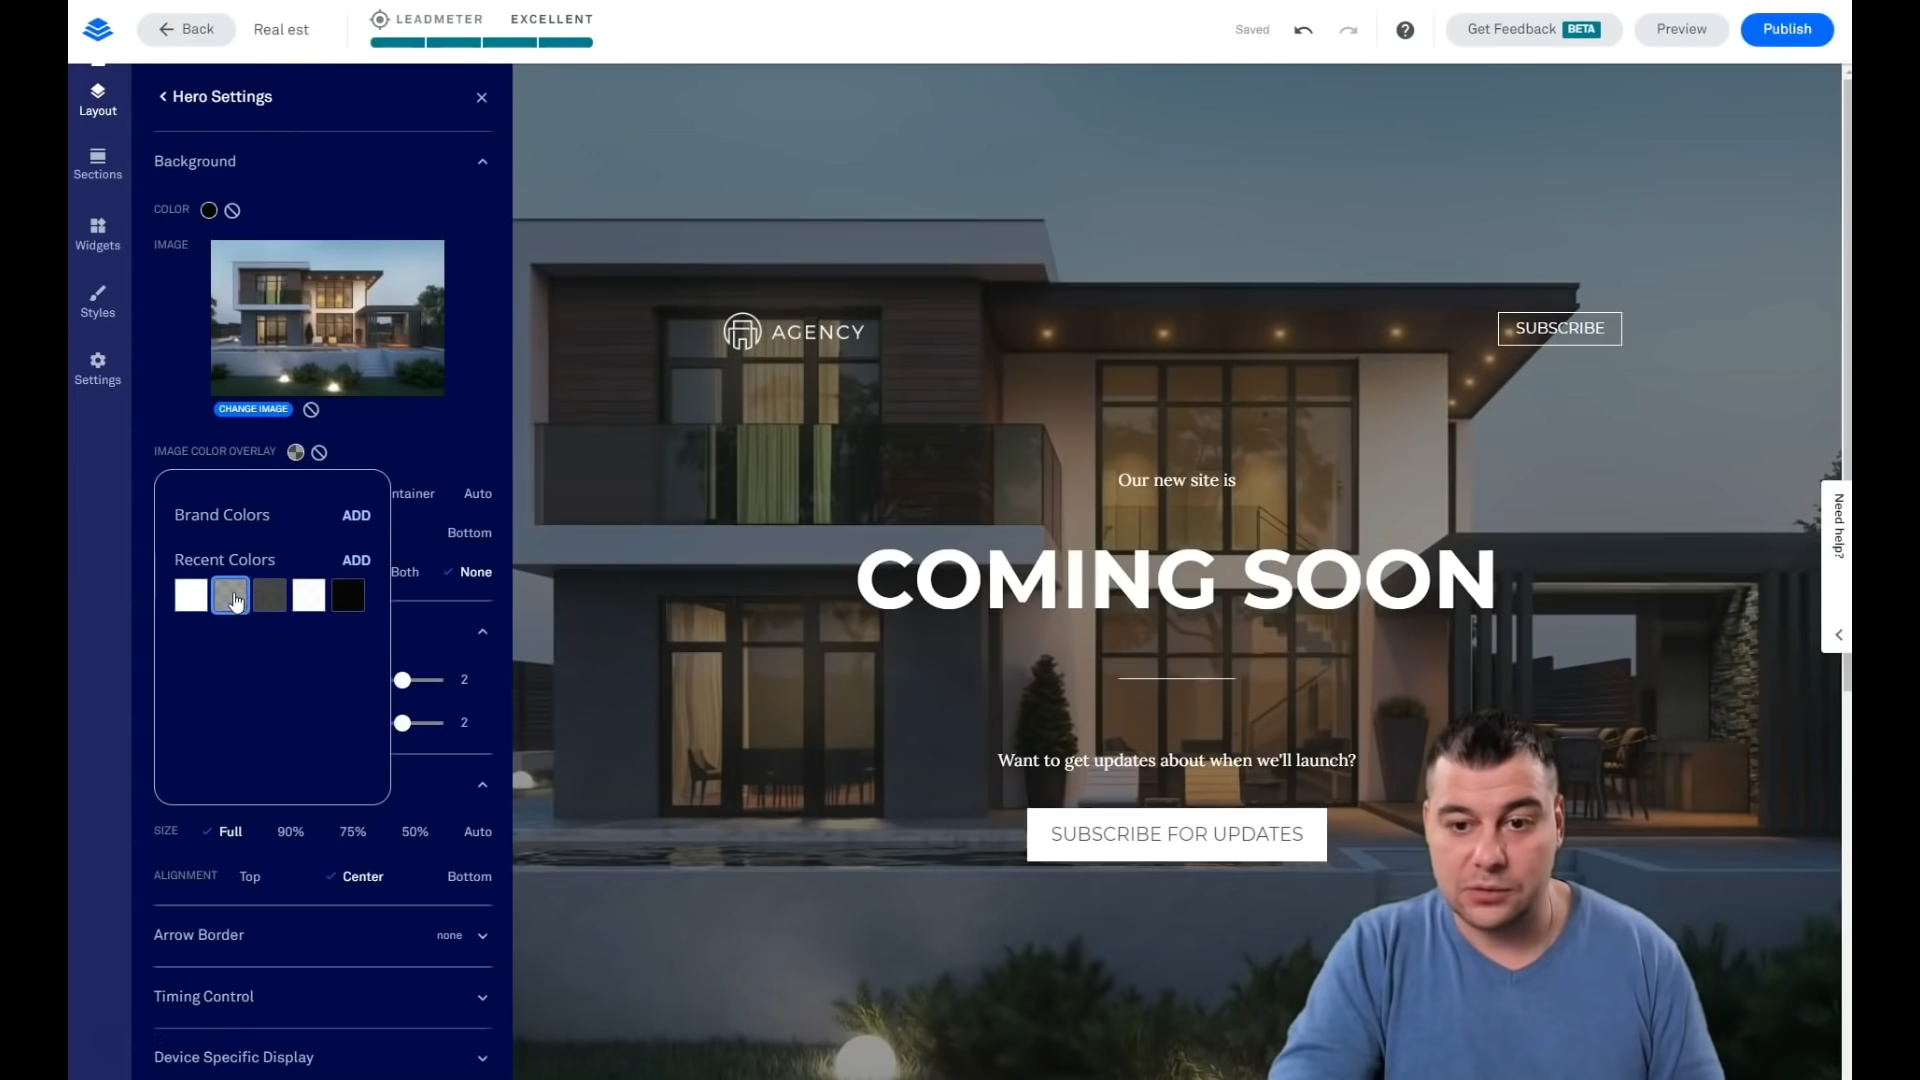 Back
Real est
LEADMETER EXCELLENT
Saved
Get Feedback BETA
Preview
Publish
Layout
Sections
Widgets
Styles
Settings
Hero Settings
Background
COLOR
IMAGE
CHANGE IMAGE
IMAGE COLOR OVERLAY
Brand Colors ADD
Recent Colors ADD
ntainer Auto
Bottom
Both None
2
2
SIZE Full 90% 75% 50% Auto
ALIGNMENT Top Center Bottom
Arrow Border none
Timing Control
Device Specific Display
AGENCY
SUBSCRIBE
Our new site is
COMING SOON
Want to get updates about when we'll launch?
SUBSCRIBE FOR UPDATES
Need help?